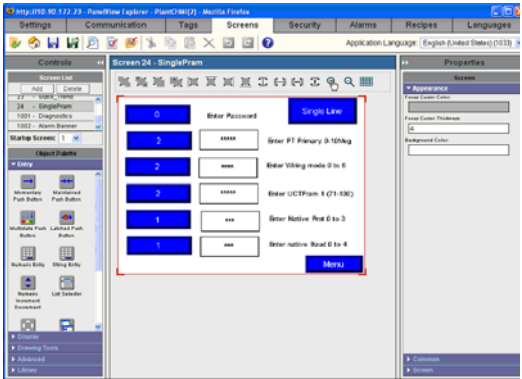 http://10.90.172.23 - PanelView Explorer - PlantCHMI[2] - Mozilla Firefox
Settings Communication Tags Screens Security Alarms Recipes Languages
Application Language: English (United States) (1033)
Controls
Screen 24 - SinglePram
Properties
Screen List
Add Delete
24 - SinglePram
1001 - Diagnostics
1002 - Alarm Banner
Startup Screen: 1
Object Palette
Entry
Momentary Push Button
Maintained Push Button
Multistate Push Button
Latched Push Button
Numeric Entry
String Entry
Numeric Increment Decrement
List Selector
Display
Drawing Tools
Advanced
Library
0 Enter Password Single Line
2 ***** Enter PT Primary 0-10Meg
2 **** Enter Wiring mode 0 to 6
2 ***** Enter UCTPram 1 (71-100)
1 *** Enter Native Prot 0 to 3
1 *** Enter native Baud 0 to 4
Menu
Screen
Appearance
Focus Cursor Color:
Focus Cursor Thickness:
4
Background Color:
Common
Screen